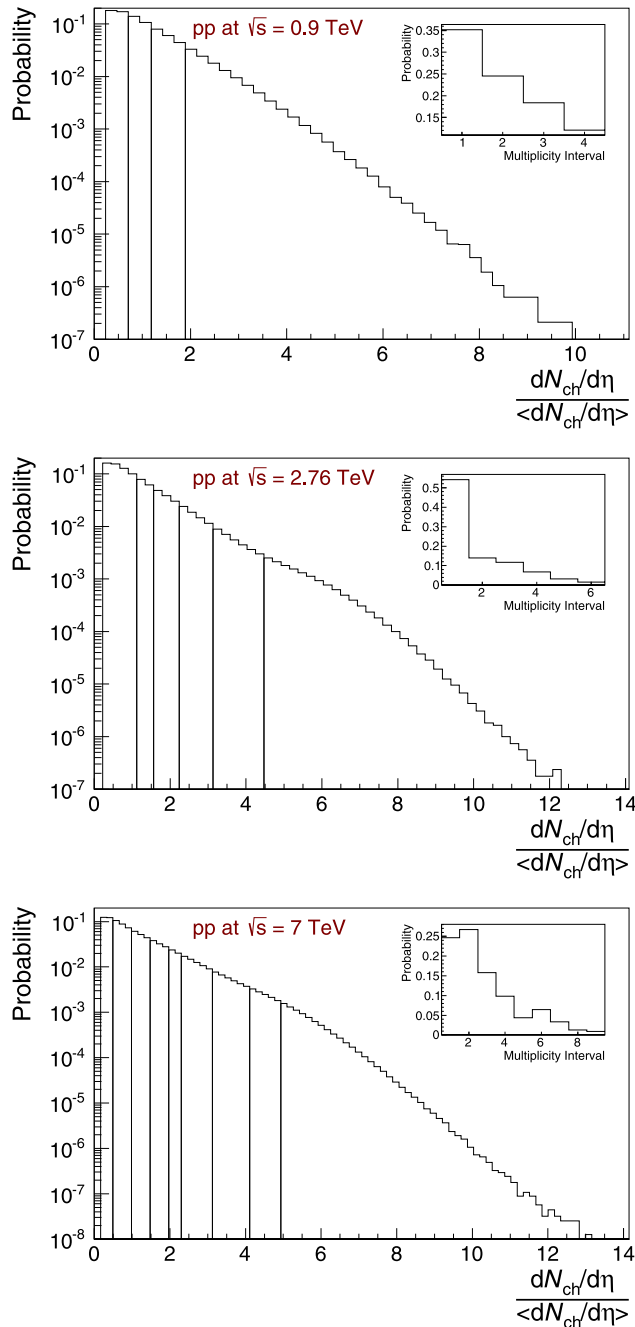 pp at √s = 0.9 TeV
Probability
10⁻¹
10⁻²
10⁻³
10⁻⁴
10⁻⁵
10⁻⁶
10⁻⁷
0 2 4 6 8 10
dN_ch/dη
<dN_ch/dη>
Probability
0.35
0.3
0.25
0.2
0.15
1 2 3 4
Multiplicity Interval
pp at √s = 2.76 TeV
Probability
10⁻¹
10⁻²
10⁻³
10⁻⁴
10⁻⁵
10⁻⁶
10⁻⁷
0 2 4 6 8 10 12 14
dN_ch/dη
<dN_ch/dη>
Probability
0.5
0.4
0.3
0.2
0.1
0
2 4 6
Multiplicity Interval
pp at √s = 7 TeV
Probability
10⁻¹
10⁻²
10⁻³
10⁻⁴
10⁻⁵
10⁻⁶
10⁻⁷
10⁻⁸
0 2 4 6 8 10 12 14
dN_ch/dη
<dN_ch/dη>
Probability
0.25
0.2
0.15
0.1
0.05
0
2 4 6 8
Multiplicity Interval